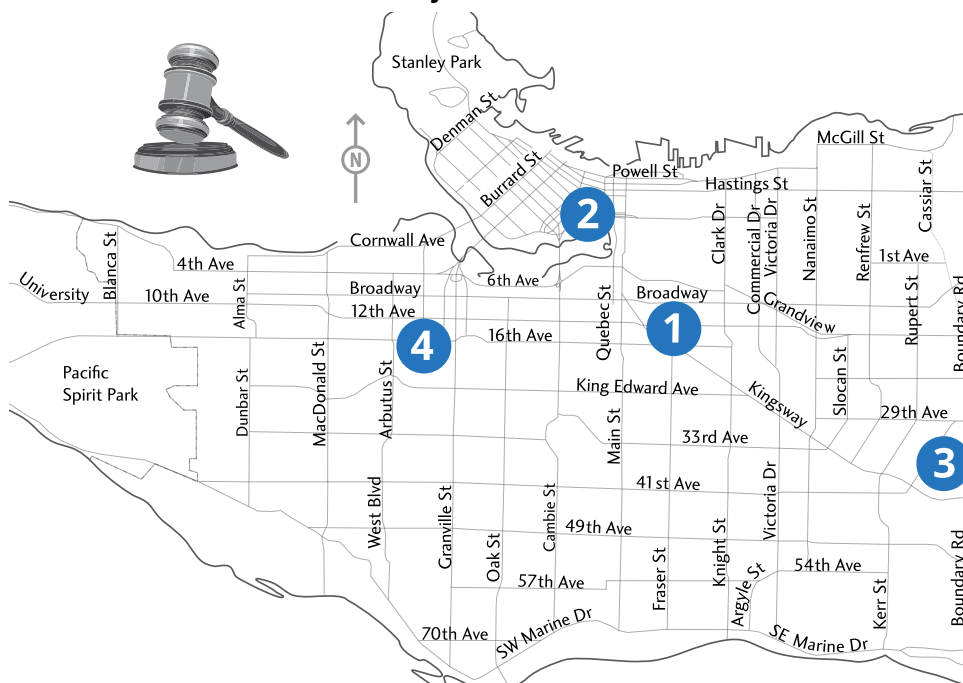 Stanley Park
Denman St
Burrard St
N
McGill St
Powell St
Hastings St
Cassiar St
2
Clark Dr
Commercial Dr
Victoria Dr
Nanaimo St
Renfrew St
Blanca St
Cornwall Ave
4th Ave
1st Ave
University
10th Ave
Alma St
Broadway
6th Ave
12th Ave
Quebec St
Broadway
Grandview
Rupert St
Boundary Rd
16th Ave
1
4
Pacific
Spirit Park
Dunbar St
MacDonald St
Arbutus St
King Edward Ave
Kingsway
Slocan St
29th Ave
Main St
33rd Ave
3
41st Ave
Victoria Dr
West Blvd
Granville St
Cambie St
49th Ave
Oak St
57th Ave
Fraser St
Knight St
Argyle St
54th Ave
Kerr St
Boundary Rd
70th Ave
SW Marine Dr
SE Marine Dr